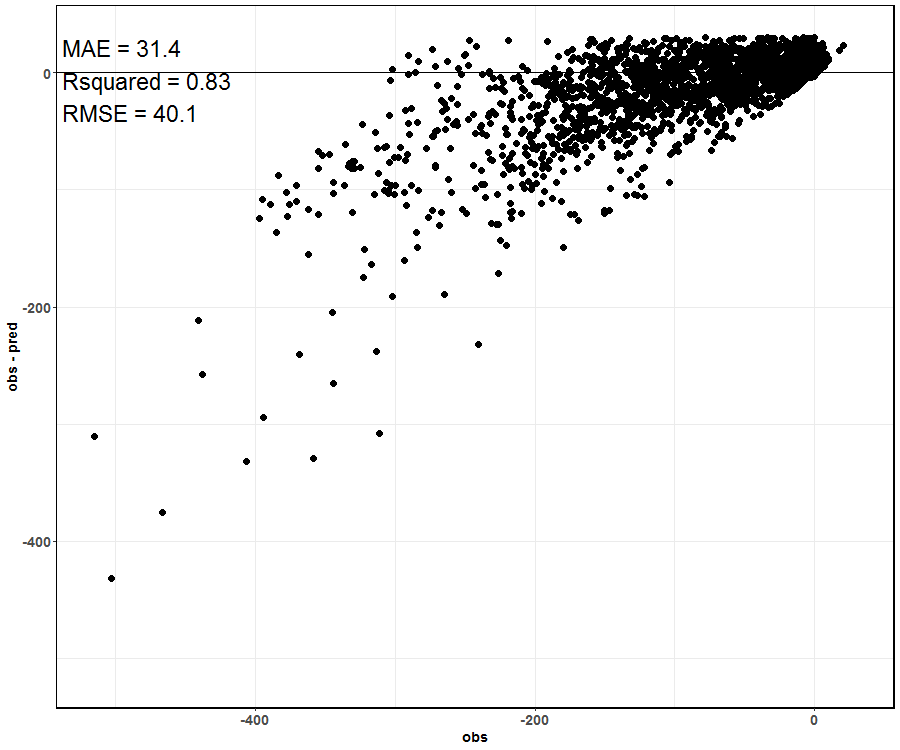 MAE = 31.4
Rsquared = 0.83
RMSE = 40.1
0
-200
-400
obs - pred
-400
-200
0
obs